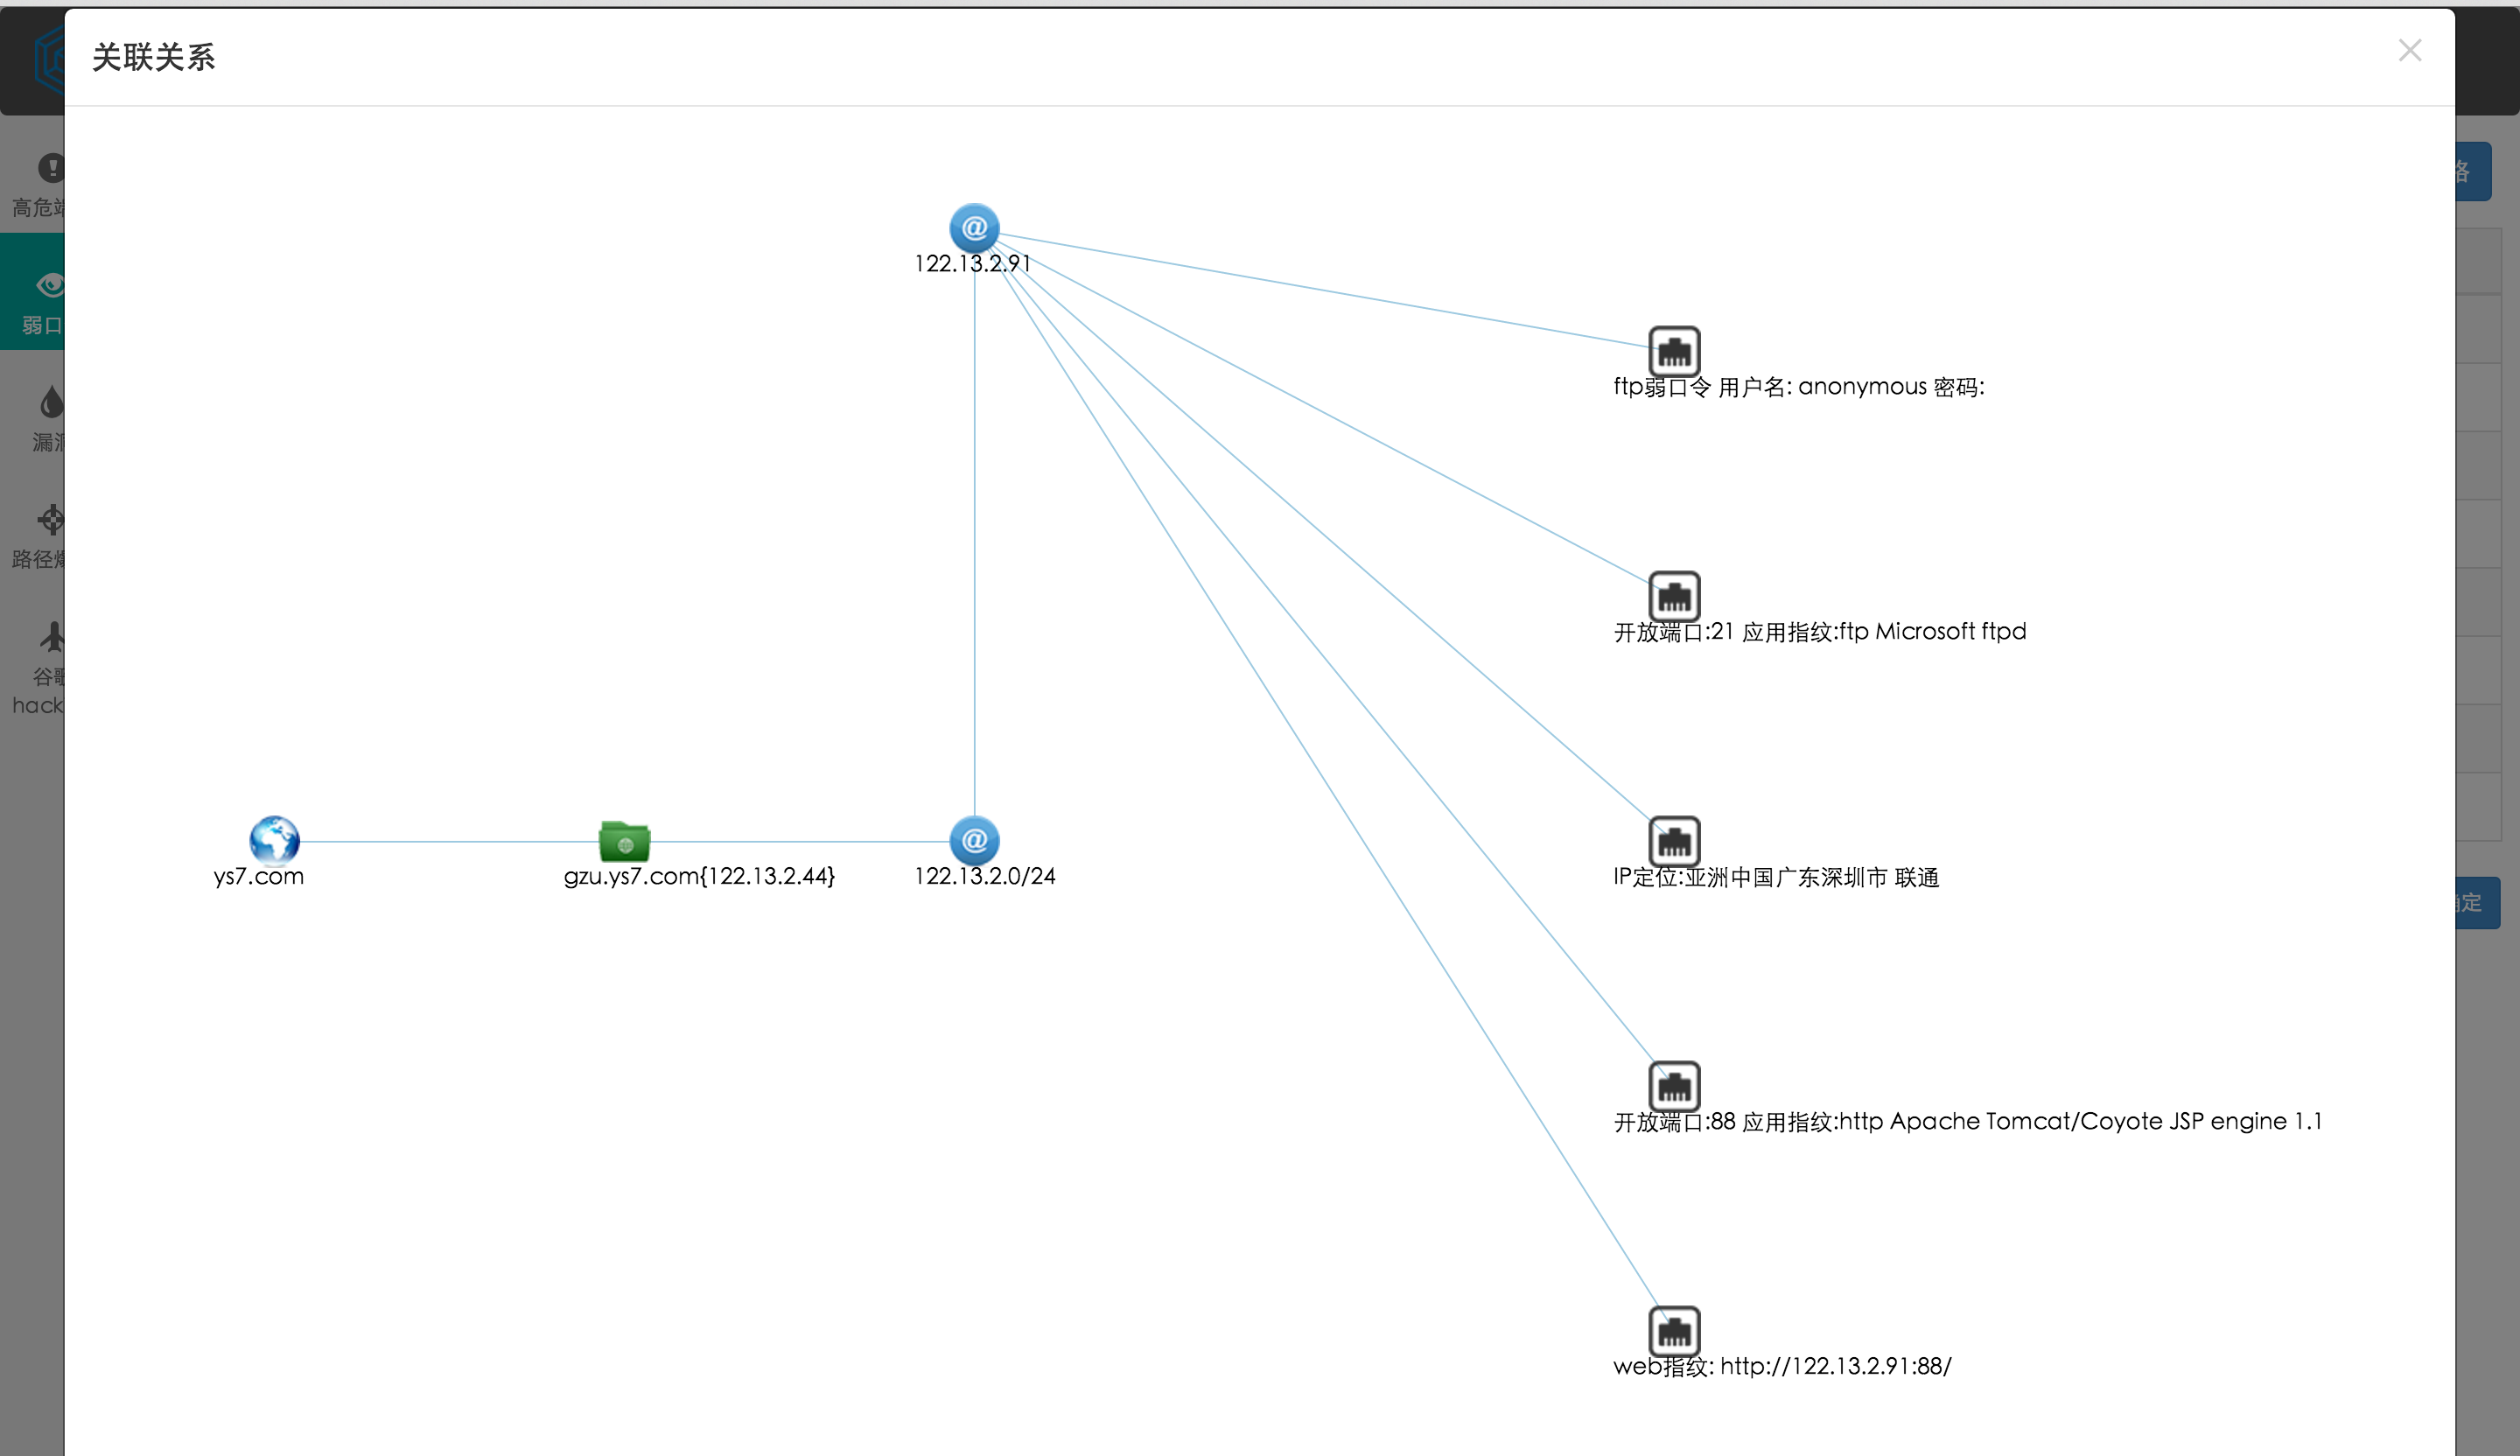 关联关系
高危端
弱口
路径爆
谷歌
hack
122.13.2.91
ftp弱口令 用户名: anonymous 密码:
开放端口:21 应用指纹:ftp Microsoft ftpd
ys7.com
gzu.ys7.com{122.13.2.44}
122.13.2.0/24
IP定位:亚洲中国广东深圳市 联通
开放端口:88 应用指纹:http Apache Tomcat/Coyote JSP engine 1.1
web指纹: http://122.13.2.91:88/